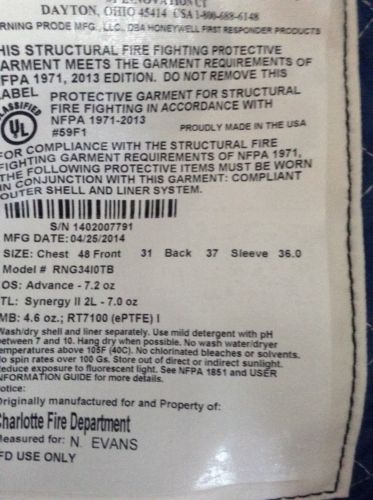 DAYTON, OHIO 45414 USA 1-800-688-6148
RNING PRODE MFG., LLC, DBA HONEYWELL FIRST RESPONDER PRODUCTS
HIS STRUCTURAL FIRE FIGHTING PROTECTIVE
ARMENT MEETS THE GARMENT REQUIREMENTS OF
FPA 1971, 2013 EDITION. DO NOT REMOVE THIS
LABEL
CLASSIFIED
UL
PROTECTIVE GARMENT FOR STRUCTURAL
FIRE FIGHTING IN ACCORDANCE WITH
NFPA 1971-2013
#59F1
PROUDLY MADE IN THE USA
FOR COMPLIANCE WITH THE STRUCTURAL FIRE
FIGHTING GARMENT REQUIREMENTS OF NFPA 1971,
THE FOLLOWING PROTECTIVE ITEMS MUST BE WORN
IN CONJUNCTION WITH THIS GARMENT: COMPLIANT
OUTER SHELL AND LINER SYSTEM.
S/N 1402007791
MFG DATE: 04/25/2014
SIZE: Chest 48 Front 31 Back 37 Sleeve 36.0
Model # RNG34I0TB
OS: Advance - 7.2 oz
TL: Synergy II 2L - 7.0 oz
MB: 4.6 oz.; RT7100 (ePTFE) I
Wash/dry shell and liner separately. Use mild detergent with pH
between 7 and 10. Hang dry when possible. No wash water/dryer
temperatures above 105F (40C). No chlorinated bleaches or solvents.
No spin rates over 100 Gs. Store out of direct or indirect sunlight.
Reduce exposure to fluorescent light. See NFPA 1851 and USER
INFORMATION GUIDE for more details.
Notice:
Originally manufactured for and Property of:
Charlotte Fire Department
Measured for: N. EVANS
FD USE ONLY